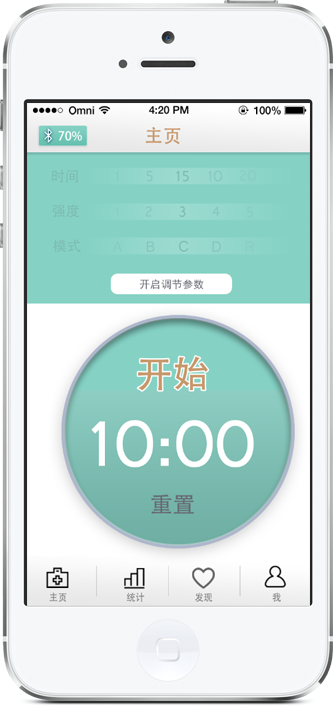 Omni 4:20 PM 100%
70% 主页
时间 1 5 15 10 20
强度 1 2 3 4 5
模式 A B C D R
开启调节参数
开始
10:00
重置
主页 统计 发现 我